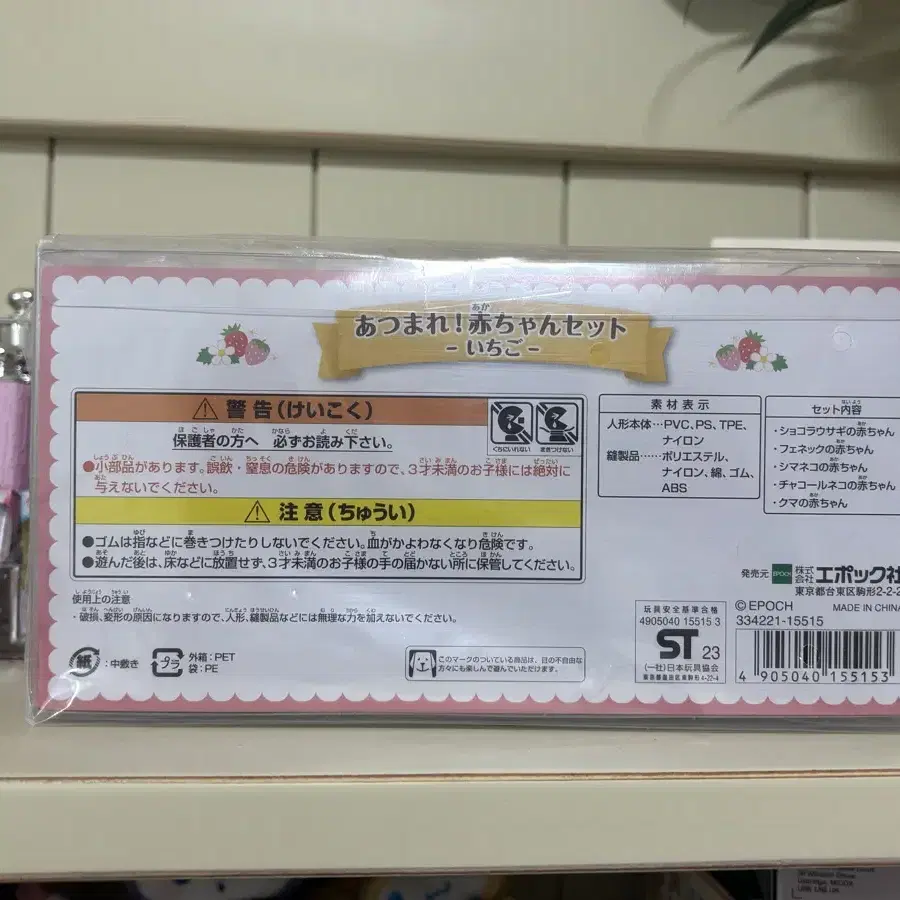 あつまれ!赤ちゃんセット
-いちご-
警告(けいこく)
保護者の方へ 必ずお読み下さい。
●小部品があります。誤飲・窒息の危険がありますので、3才未満のお子様には絶対に
与えないでください。
くちにいれない
まきつけない
注意(ちゅうい)
●ゴムは指などに巻きつけたりしないでください。血がかよわなくなり危険です。
●遊んだ後は、床などに放置せず、3才未満のお子様の手の届かない所に保管してください。
使用上の注意
・破損、変形の原因になりますので、人形、縫製品などには無理な力を加えないでください。
紙:中敷き
プラ
外箱:PET
袋:PE
このマークのついている商品は、目の不自由な
方々にも楽しんで遊んでいただけます。
素材表示
人形本体…PVC、PS、TPE、
ナイロン
縫製品……ポリエステル、
ナイロン、綿、ゴム、
ABS
セット内容
・ショコラウサギの赤ちゃん
・フェネックの赤ちゃん
・シマネコの赤ちゃん
・チャコールネコの赤ちゃん
・クマの赤ちゃん
発売元 EPOCH 株式会社 エポック社
東京都台東区駒形2-2-2
© EPOCH MADE IN CHINA
334221-15515
玩具安全基準合格
4905040 15515 3
ST 23
(一社)日本玩具協会
4 905040 155153